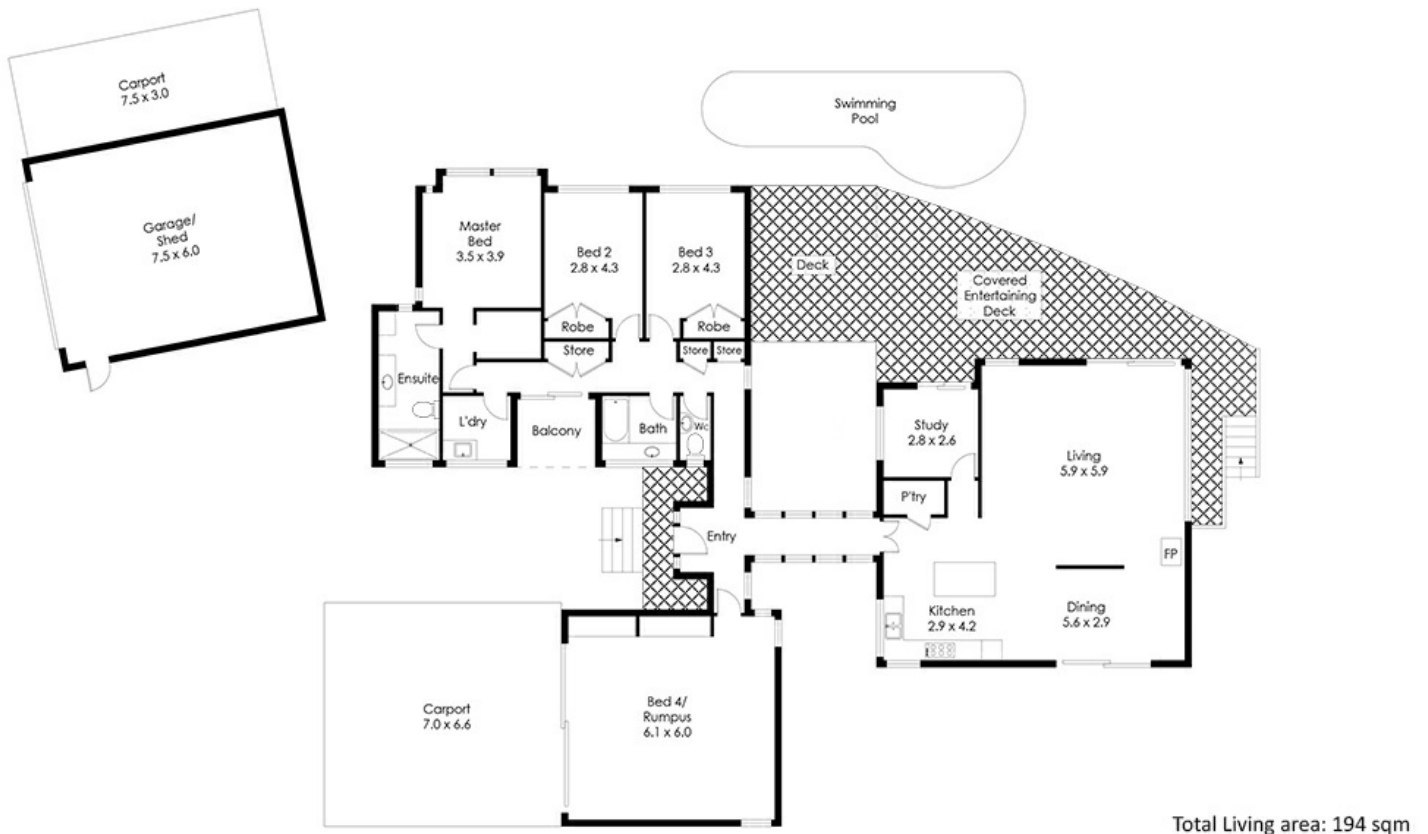 Carport
7.5 x 3.0
Garage/
Shed
7.5 x 6.0
Swimming
Pool
Master
Bed
3.5 x 3.9
Bed 2
2.8 x 4.3
Bed 3
2.8 x 4.3
Deck
Covered
Entertaining
Deck
Robe
Robe
Store
Store
Store
Ensuite
L'dry
Balcony
Bath
Wc
Study
2.8 x 2.6
Living
5.9 x 5.9
P'try
Entry
FP
Kitchen
2.9 x 4.2
Dining
5.6 x 2.9
Carport
7.0 x 6.6
Bed 4/
Rumpus
6.1 x 6.0
Total Living area: 194 sqm